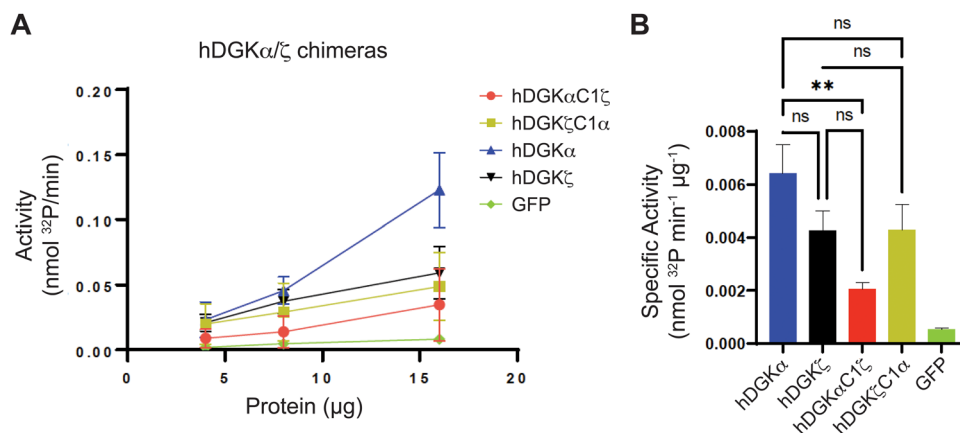 A
hDGKα/ζ chimeras
Activity
(nmol ³²P/min)
0.20
0.15
0.10
0.05
0.00
0
5
10
15
20
Protein (μg)
hDGKαC1ζ
hDGKζC1α
hDGKα
hDGKζ
GFP
B
ns
ns
**
ns
ns
Specific Activity
(nmol ³²P min⁻¹ μg⁻¹)
0.008
0.006
0.004
0.002
0.000
hDGKα
hDGKζ
hDGKαC1ζ
hDGKζC1α
GFP